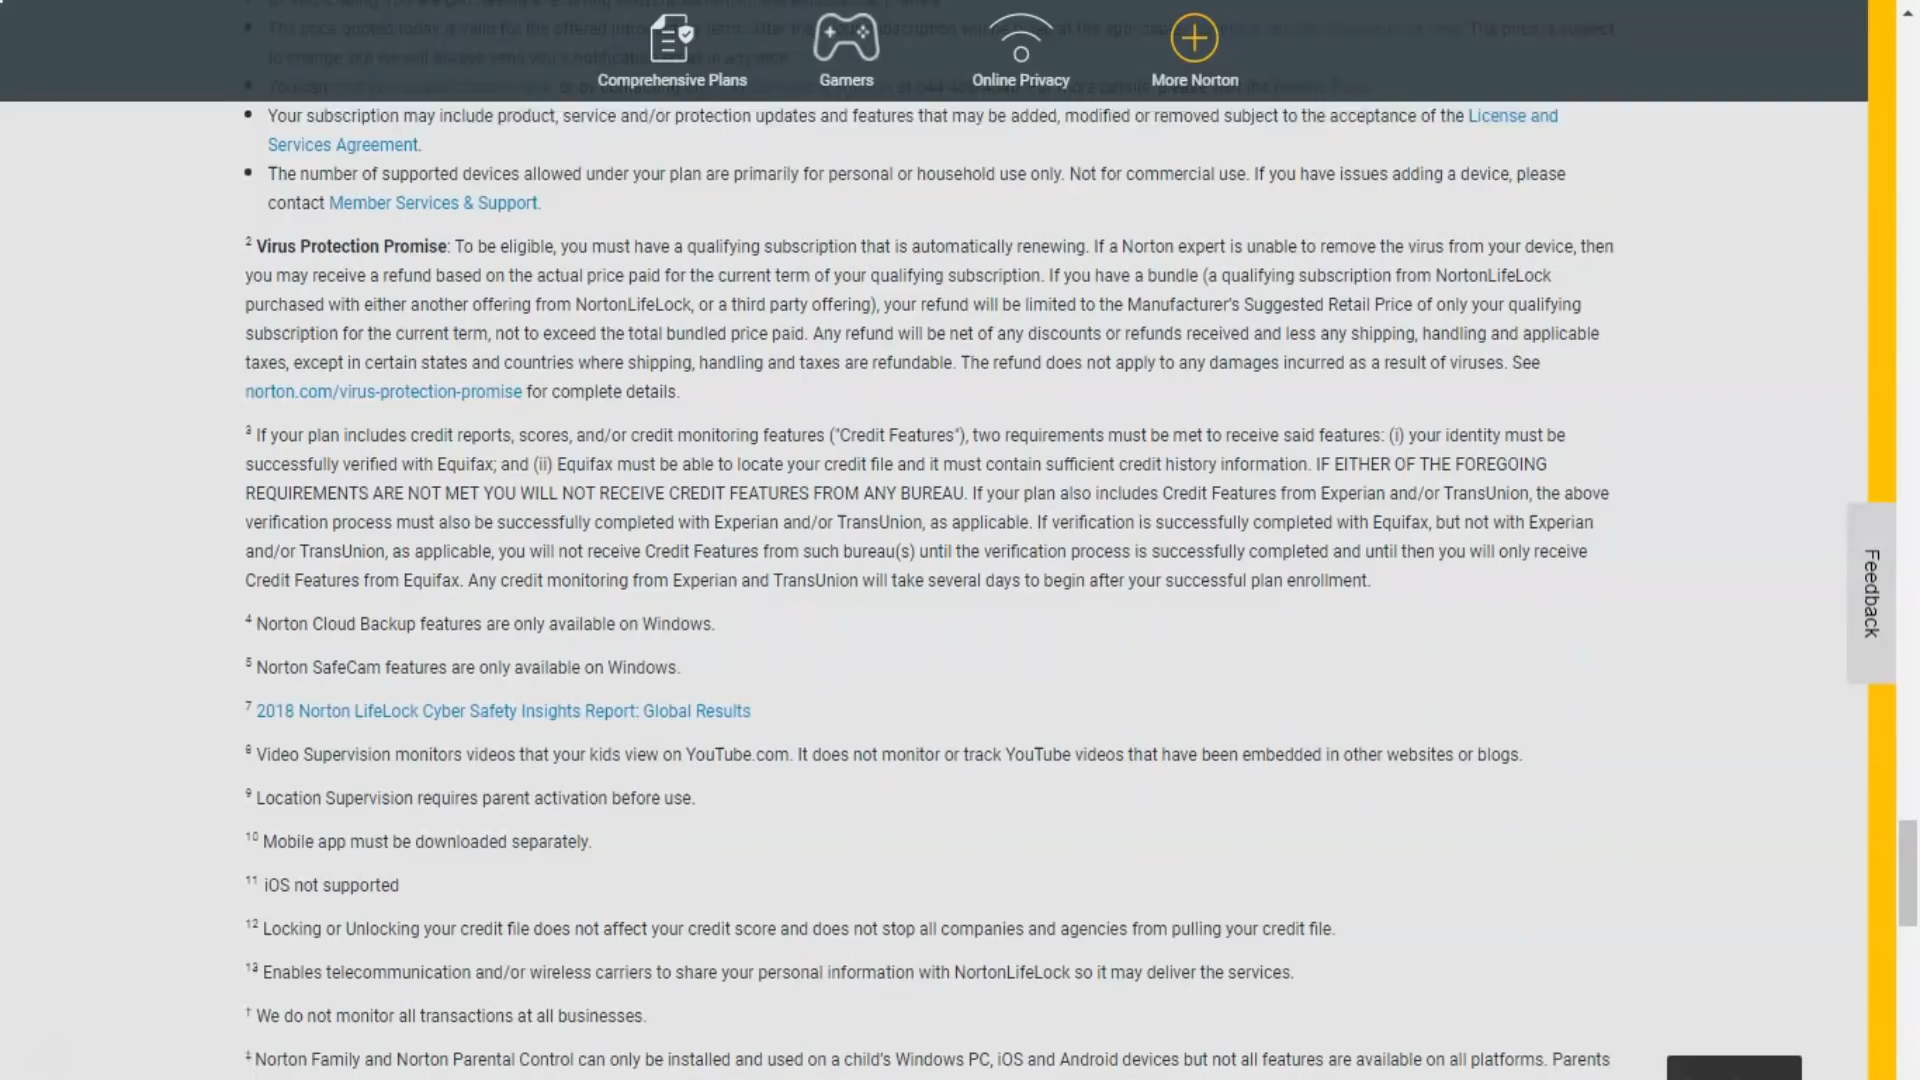 Comprehensive Plans
Gamers
Online Privacy
More Norton
• Your subscription may include product, service and/or protection updates and features that may be added, modified or removed subject to the acceptance of the License and
Services Agreement.
• The number of supported devices allowed under your plan are primarily for personal or household use only. Not for commercial use. If you have issues adding a device, please
contact Member Services & Support.
2 Virus Protection Promise: To be eligible, you must have a qualifying subscription that is automatically renewing. If a Norton expert is unable to remove the virus from your device, then
you may receive a refund based on the actual price paid for the current term of your qualifying subscription. If you have a bundle (a qualifying subscription from NortonLifeLock
purchased with either another offering from NortonLifeLock, or a third party offering), your refund will be limited to the Manufacturer's Suggested Retail Price of only your qualifying
subscription for the current term, not to exceed the total bundled price paid. Any refund will be net of any discounts or refunds received and less any shipping, handling and applicable
taxes, except in certain states and countries where shipping, handling and taxes are refundable. The refund does not apply to any damages incurred as a result of viruses. See
norton.com/virus-protection-promise for complete details.
3 If your plan includes credit reports, scores, and/or credit monitoring features ("Credit Features"), two requirements must be met to receive said features: (i) your identity must be
successfully verified with Equifax; and (ii) Equifax must be able to locate your credit file and it must contain sufficient credit history information. IF EITHER OF THE FOREGOING
REQUIREMENTS ARE NOT MET YOU WILL NOT RECEIVE CREDIT FEATURES FROM ANY BUREAU. If your plan also includes Credit Features from Experian and/or TransUnion, the above
verification process must also be successfully completed with Experian and/or TransUnion, as applicable. If verification is successfully completed with Equifax, but not with Experian
and/or TransUnion, as applicable, you will not receive Credit Features from such bureau(s) until the verification process is successfully completed and until then you will only receive
Credit Features from Equifax. Any credit monitoring from Experian and TransUnion will take several days to begin after your successful plan enrollment.
4 Norton Cloud Backup features are only available on Windows.
5 Norton SafeCam features are only available on Windows.
7 2018 Norton LifeLock Cyber Safety Insights Report: Global Results
8 Video Supervision monitors videos that your kids view on YouTube.com. It does not monitor or track YouTube videos that have been embedded in other websites or blogs.
9 Location Supervision requires parent activation before use.
10 Mobile app must be downloaded separately.
11 iOS not supported
12 Locking or Unlocking your credit file does not affect your credit score and does not stop all companies and agencies from pulling your credit file.
13 Enables telecommunication and/or wireless carriers to share your personal information with NortonLifeLock so it may deliver the services.
† We do not monitor all transactions at all businesses.
‡ Norton Family and Norton Parental Control can only be installed and used on a child's Windows PC, iOS and Android devices but not all features are available on all platforms. Parents
Feedback